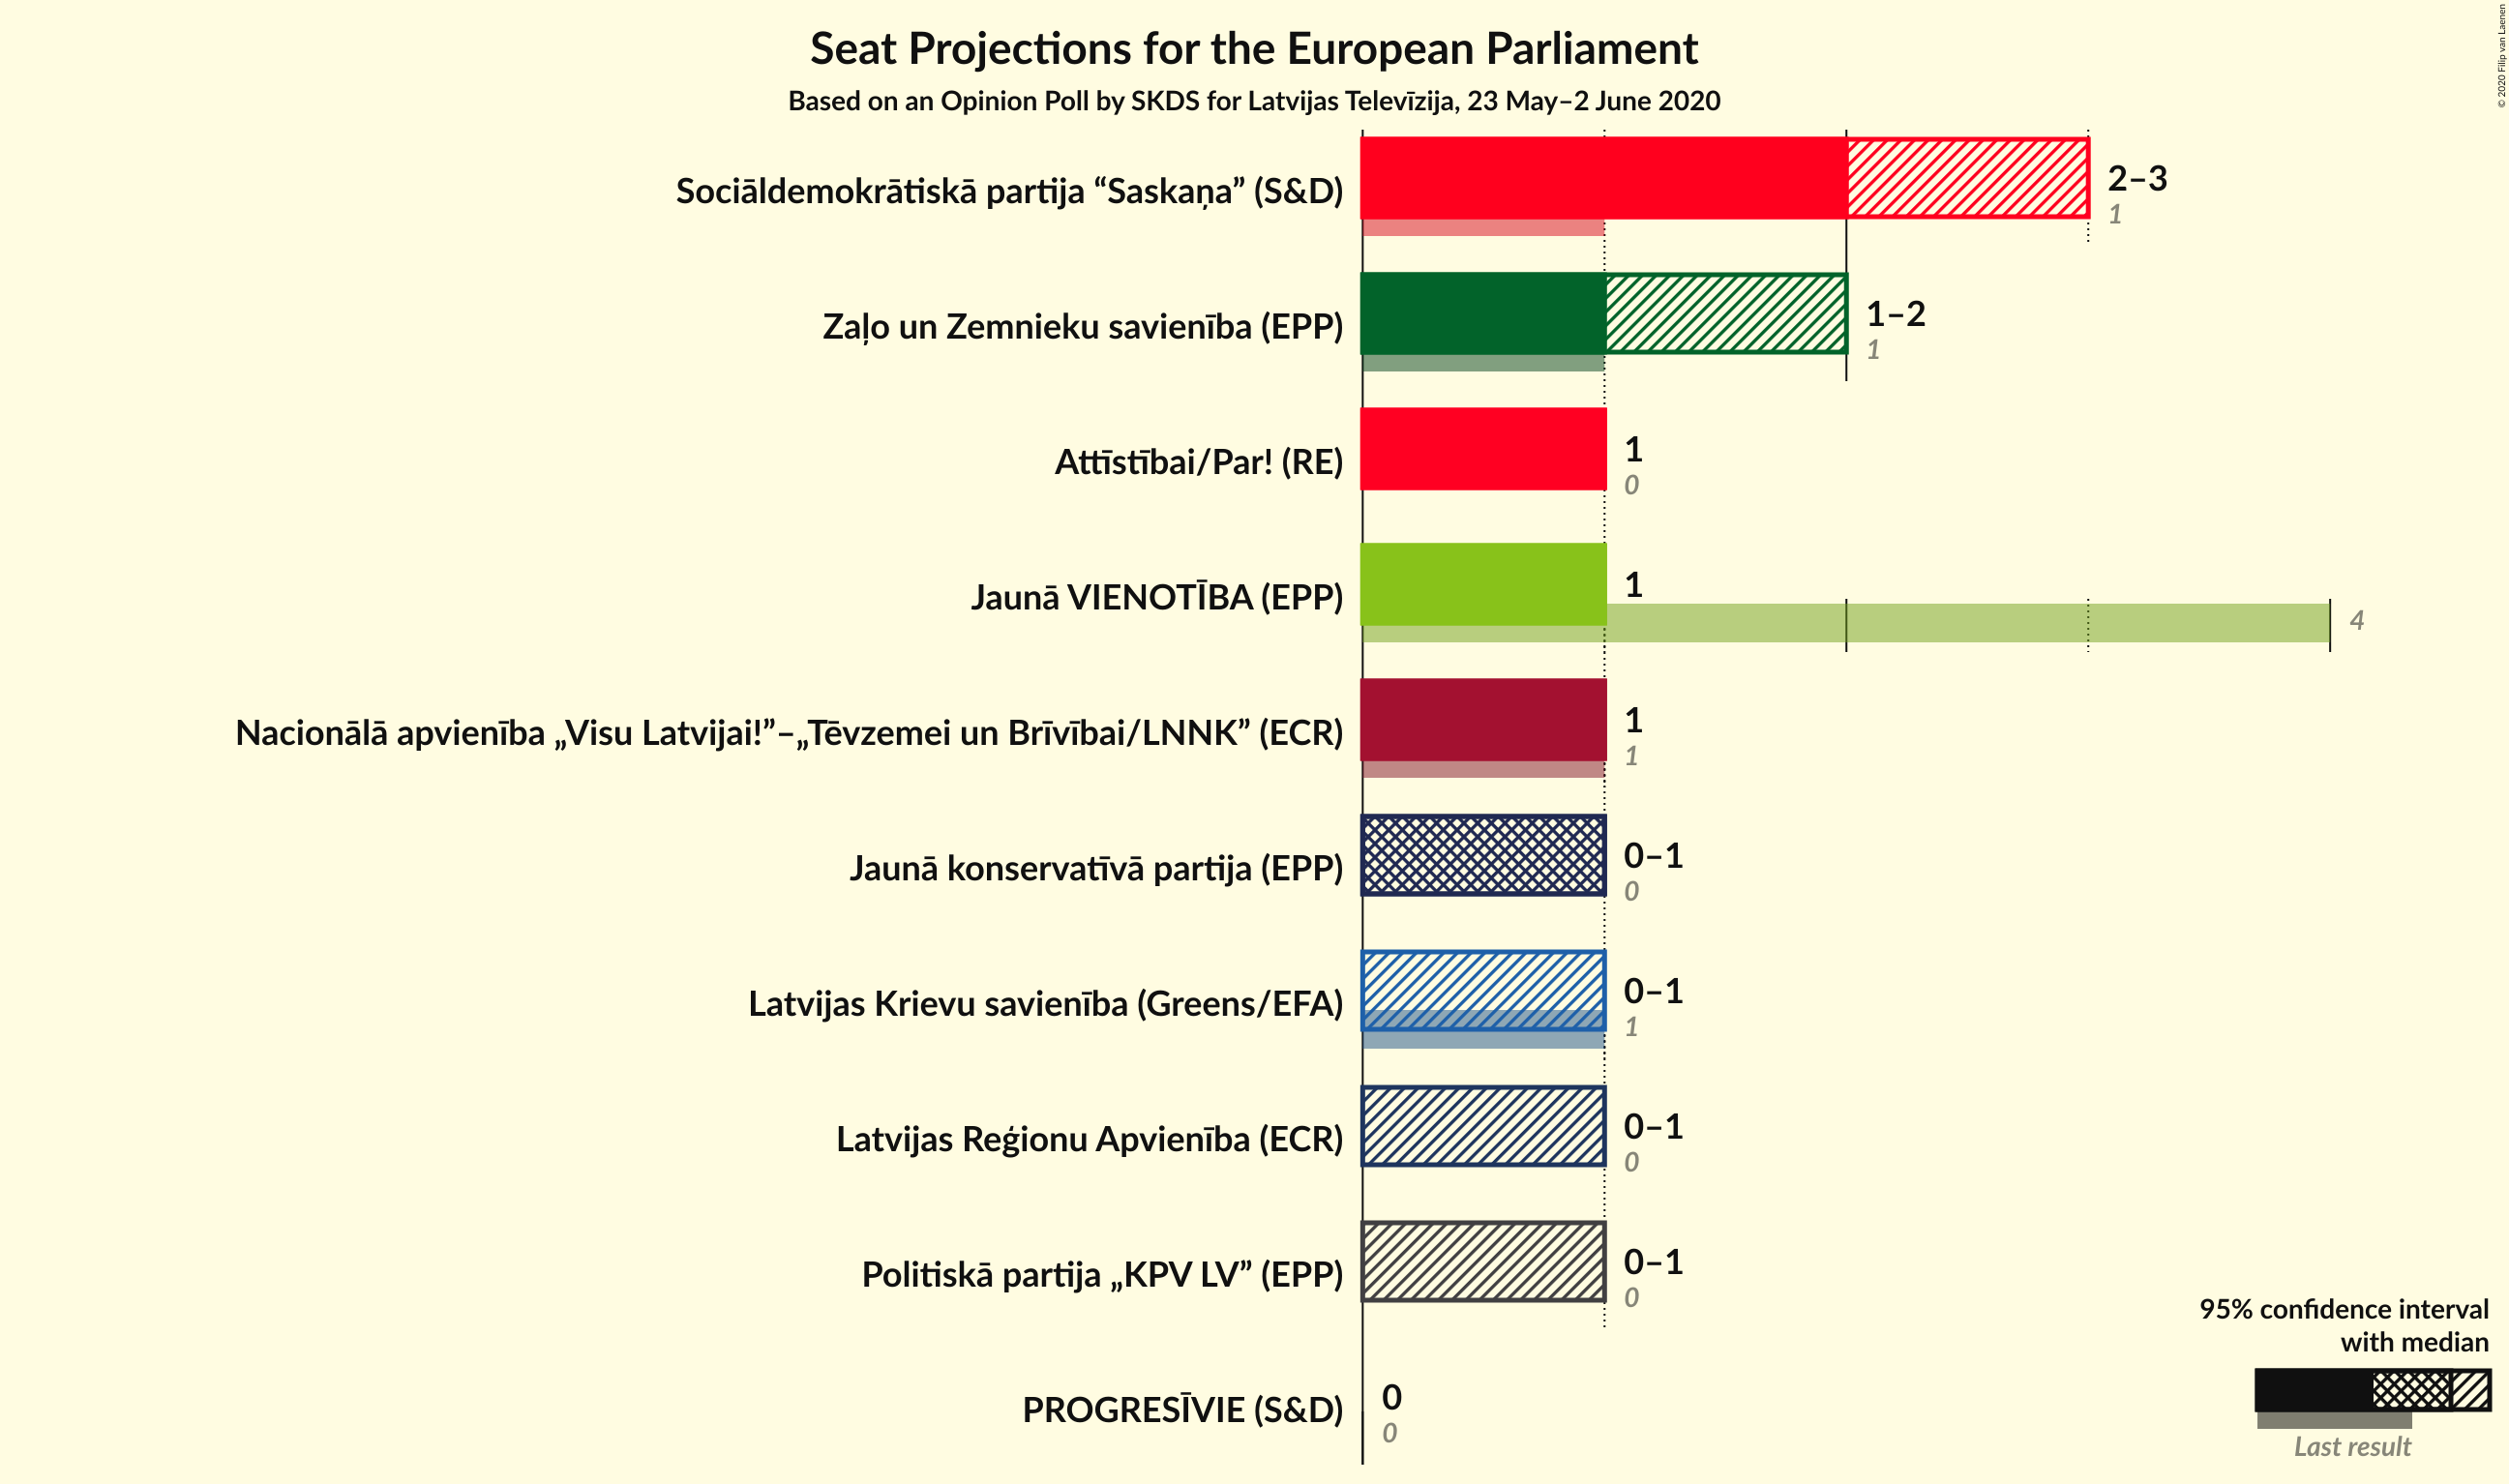 Seat Projections for the European Parliament
Based on an Opinion Poll by SKDS for Latvijas Televīzija, 23 May–2 June 2020
© 2020 Filip van Laenen
Sociāldemokrātiskā partija “Saskaņa” (S&D)
2–3
1
Zaļo un Zemnieku savienība (EPP)
1–2
1
Attīstībai/Par! (RE)
1
0
Jaunā VIENOTĪBA (EPP)
1
4
Nacionālā apvienība „Visu Latvijai!”–„Tēvzemei un Brīvībai/LNNK” (ECR)
1
1
Jaunā konservatīvā partija (EPP)
0–1
0
Latvijas Krievu savienība (Greens/EFA)
0–1
1
Latvijas Reģionu Apvienība (ECR)
0–1
0
Politiskā partija „KPV LV” (EPP)
0–1
0
PROGRESĪVIE (S&D)
0
0
95% confidence interval
with median
Last result